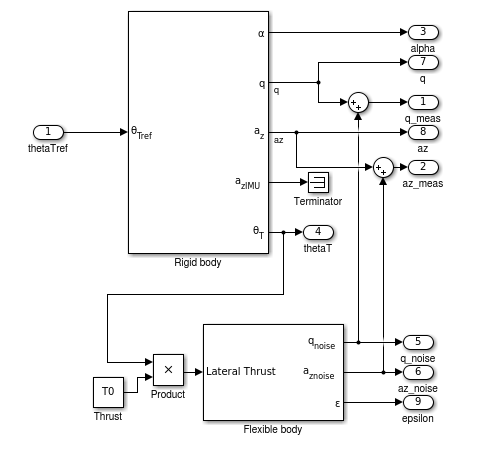 α
3
alpha
7
q
q
q
1
q_meas
1
thetaTref
θTref
az
az
8
az
2
az_meas
azIMU
Terminator
θT
4
thetaT
Rigid body
qnoise
5
q_noise
×
Product
Lateral Thrust
aznoise
6
az_noise
T0
Thrust
ε
9
epsilon
Flexible body